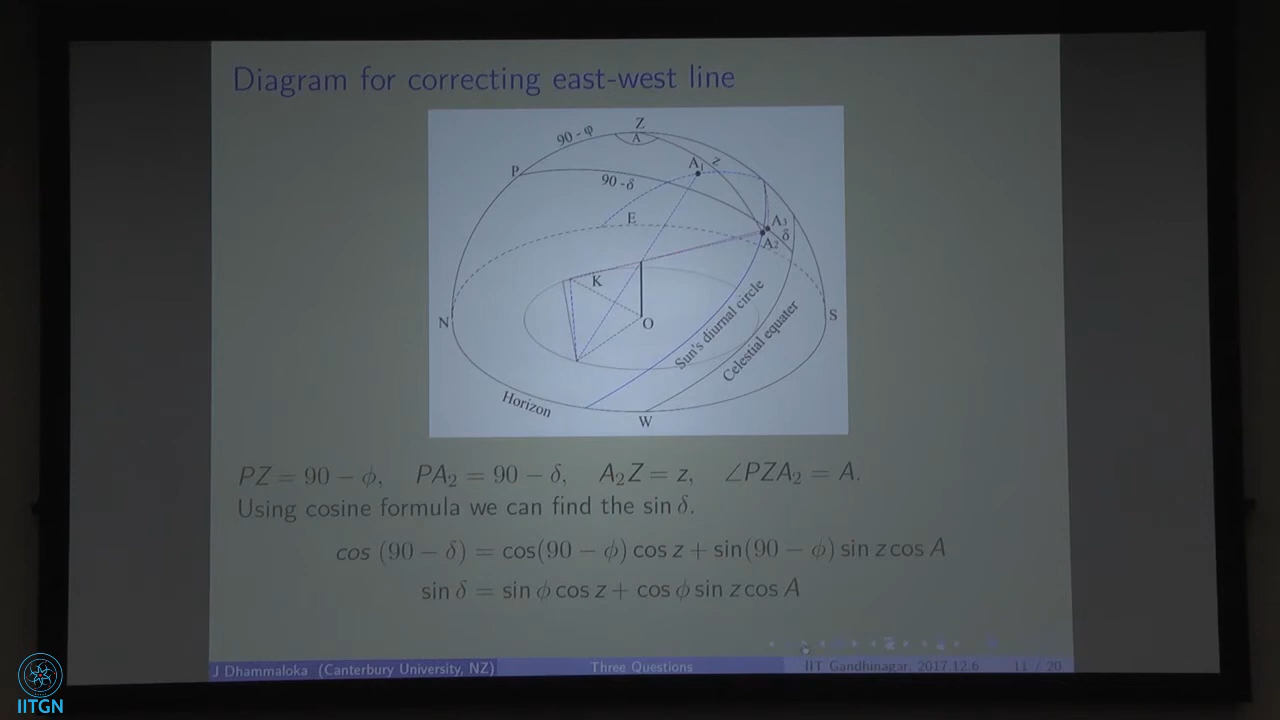 Diagram for correcting east-west line
Z
90 - φ
A
P
A₁
z
90 - δ
E
A₃
δ
A₂
K
N
O
S
Sun's diurnal circle
Celestial equater
Horizon
W
PZ = 90 − ϕ, PA₂ = 90 − δ, A₂Z = z, ∠PZA₂ = A.
Using cosine formula we can find the sin δ.
cos (90 − δ) = cos(90 − ϕ) cos z + sin(90 − ϕ) sin z cos A
sin δ = sin ϕ cos z + cos ϕ sin z cos A
J Dhammaloka (Canterbury University, NZ) Three Questions IIT Gandhinagar, 2017.12.6 11 / 20
IITGN